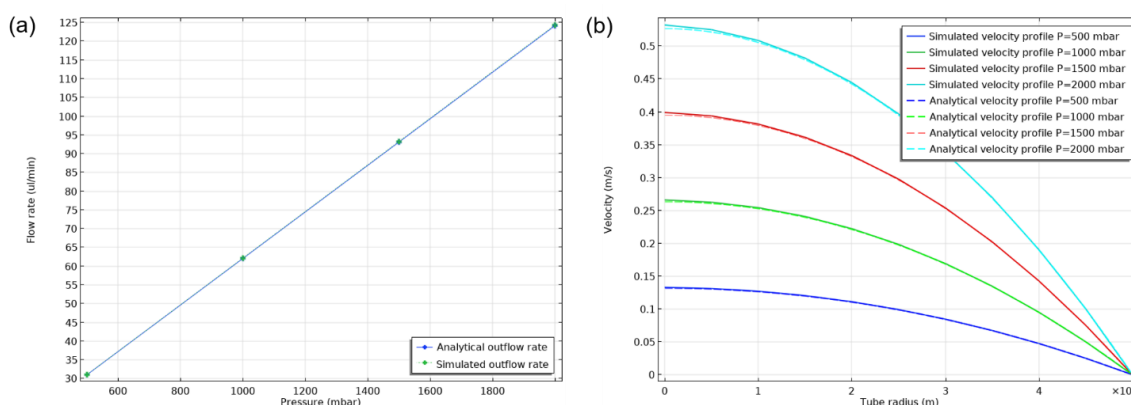 (a)
125
120
115
110
105
100
95
90
85
80
75
70
65
60
55
50
45
40
35
30
Flow rate (ul/min)
600
800
1000
1200
1400
1600
1800
Pressure (mbar)
Analytical outflow rate
Simulated outflow rate
(b)
0.5
0.45
0.4
0.35
0.3
0.25
0.2
0.15
0.1
0.05
0
Velocity (m/s)
0
1
2
3
4
Tube radius (m)
Simulated velocity profile P=500 mbar
Simulated velocity profile P=1000 mbar
Simulated velocity profile P=1500 mbar
Simulated velocity profile P=2000 mbar
Analytical velocity profile P=500 mbar
Analytical velocity profile P=1000 mbar
Analytical velocity profile P=1500 mbar
Analytical velocity profile P=2000 mbar